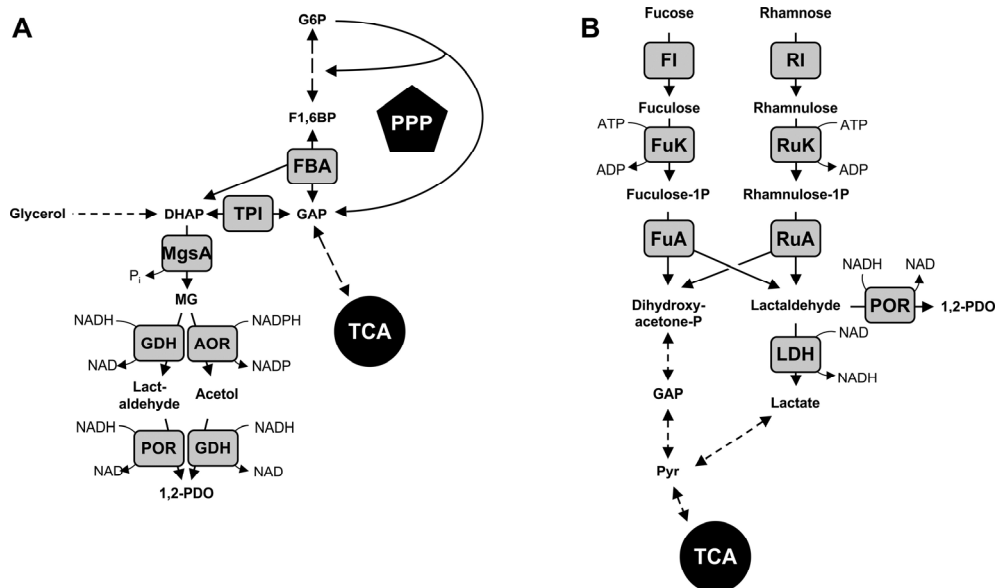 A
G6P
F1,6BP
PPP
FBA
Glycerol
DHAP
TPI
GAP
MgsA
Pi
MG
TCA
NADH
NADPH
GDH
AOR
NAD
NADP
Lact-
aldehyde
Acetol
NADH
NADH
POR
GDH
NAD
NAD
1,2-PDO
B
Fucose
Rhamnose
FI
RI
Fuculose
Rhamnulose
ATP
ATP
FuK
RuK
ADP
ADP
Fuculose-1P
Rhamnulose-1P
FuA
RuA
NADH
NAD
Dihydroxy-
acetone-P
Lactaldehyde
POR
1,2-PDO
NAD
LDH
NADH
GAP
Lactate
Pyr
TCA